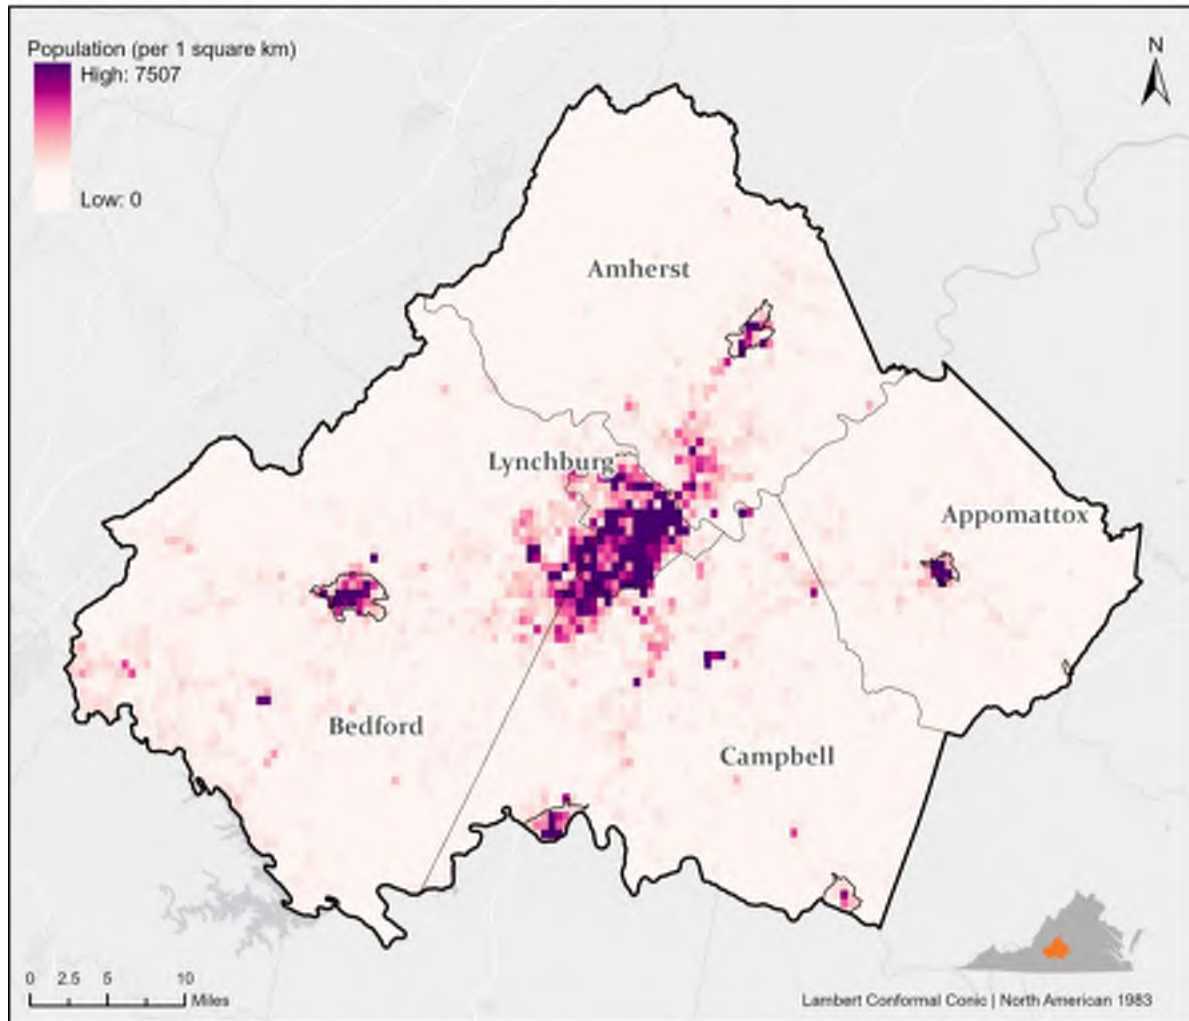 Population (per 1 square km)
High: 7507
Low: 0
N
Amherst
Lynchburg
Appomattox
Bedford
Campbell
0 2.5 5 10
Miles
Lambert Conformal Conic | North American 1983